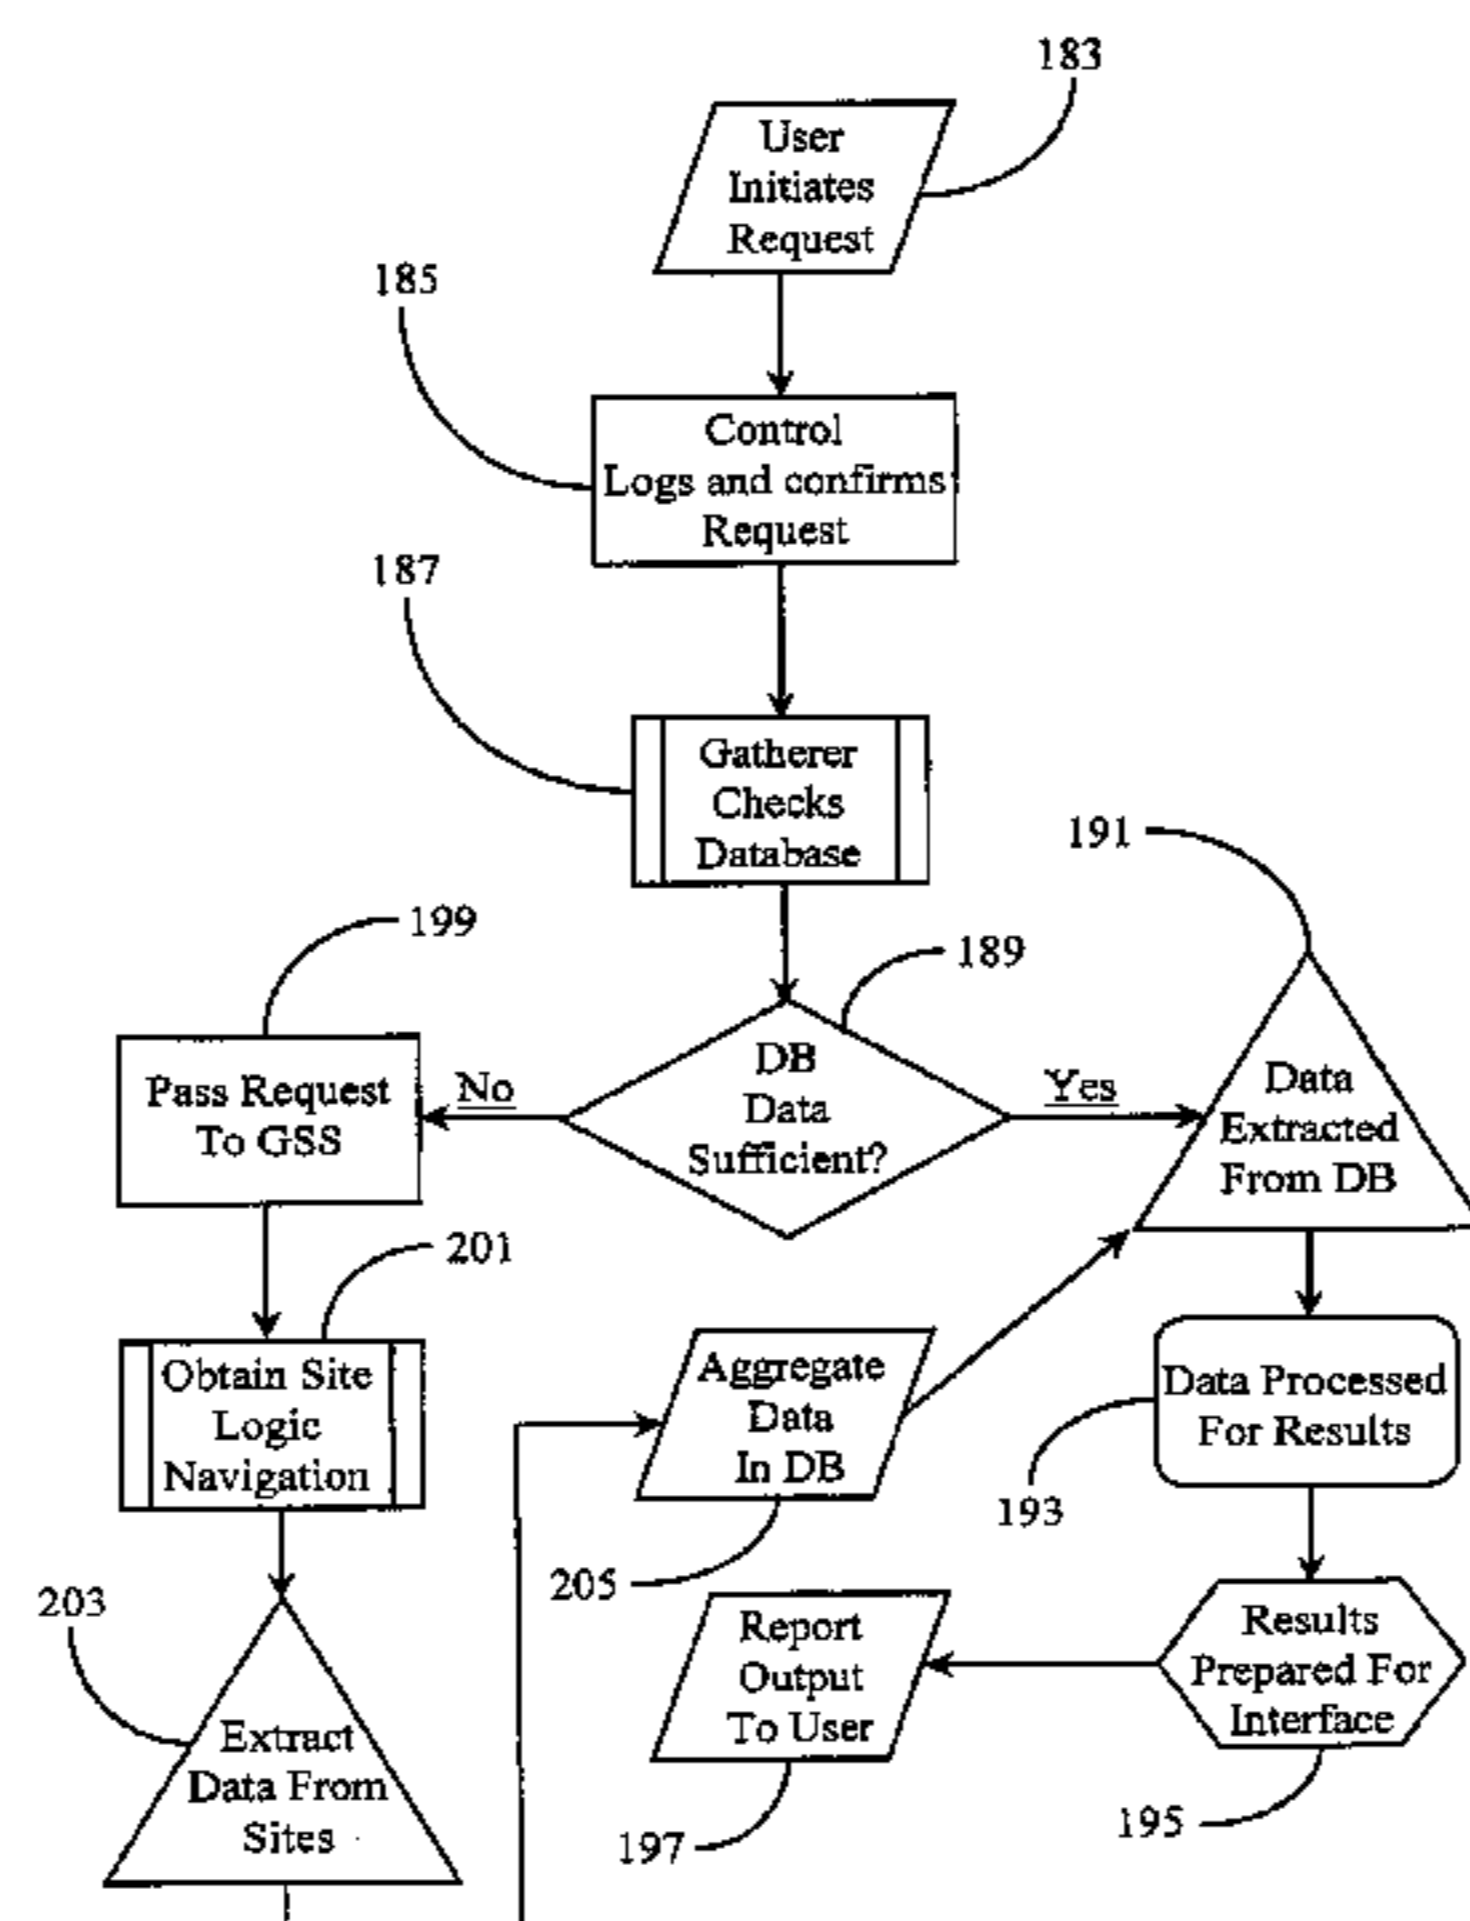 183
User
Initiates
Request
185
Control
Logs and confirms
Request
187
Gatherer
Checks
Database
191
199
189
Pass Request
To GSS
No
DB
Data
Sufficient?
Yes
Data
Extracted
From DB
201
Obtain Site
Logic
Navigation
Aggregate
Data
In DB
Data Processed
For Results
193
205
203
Report
Output
To User
Results
Prepared For
Interface
Extract
Data From
Sites
197
195